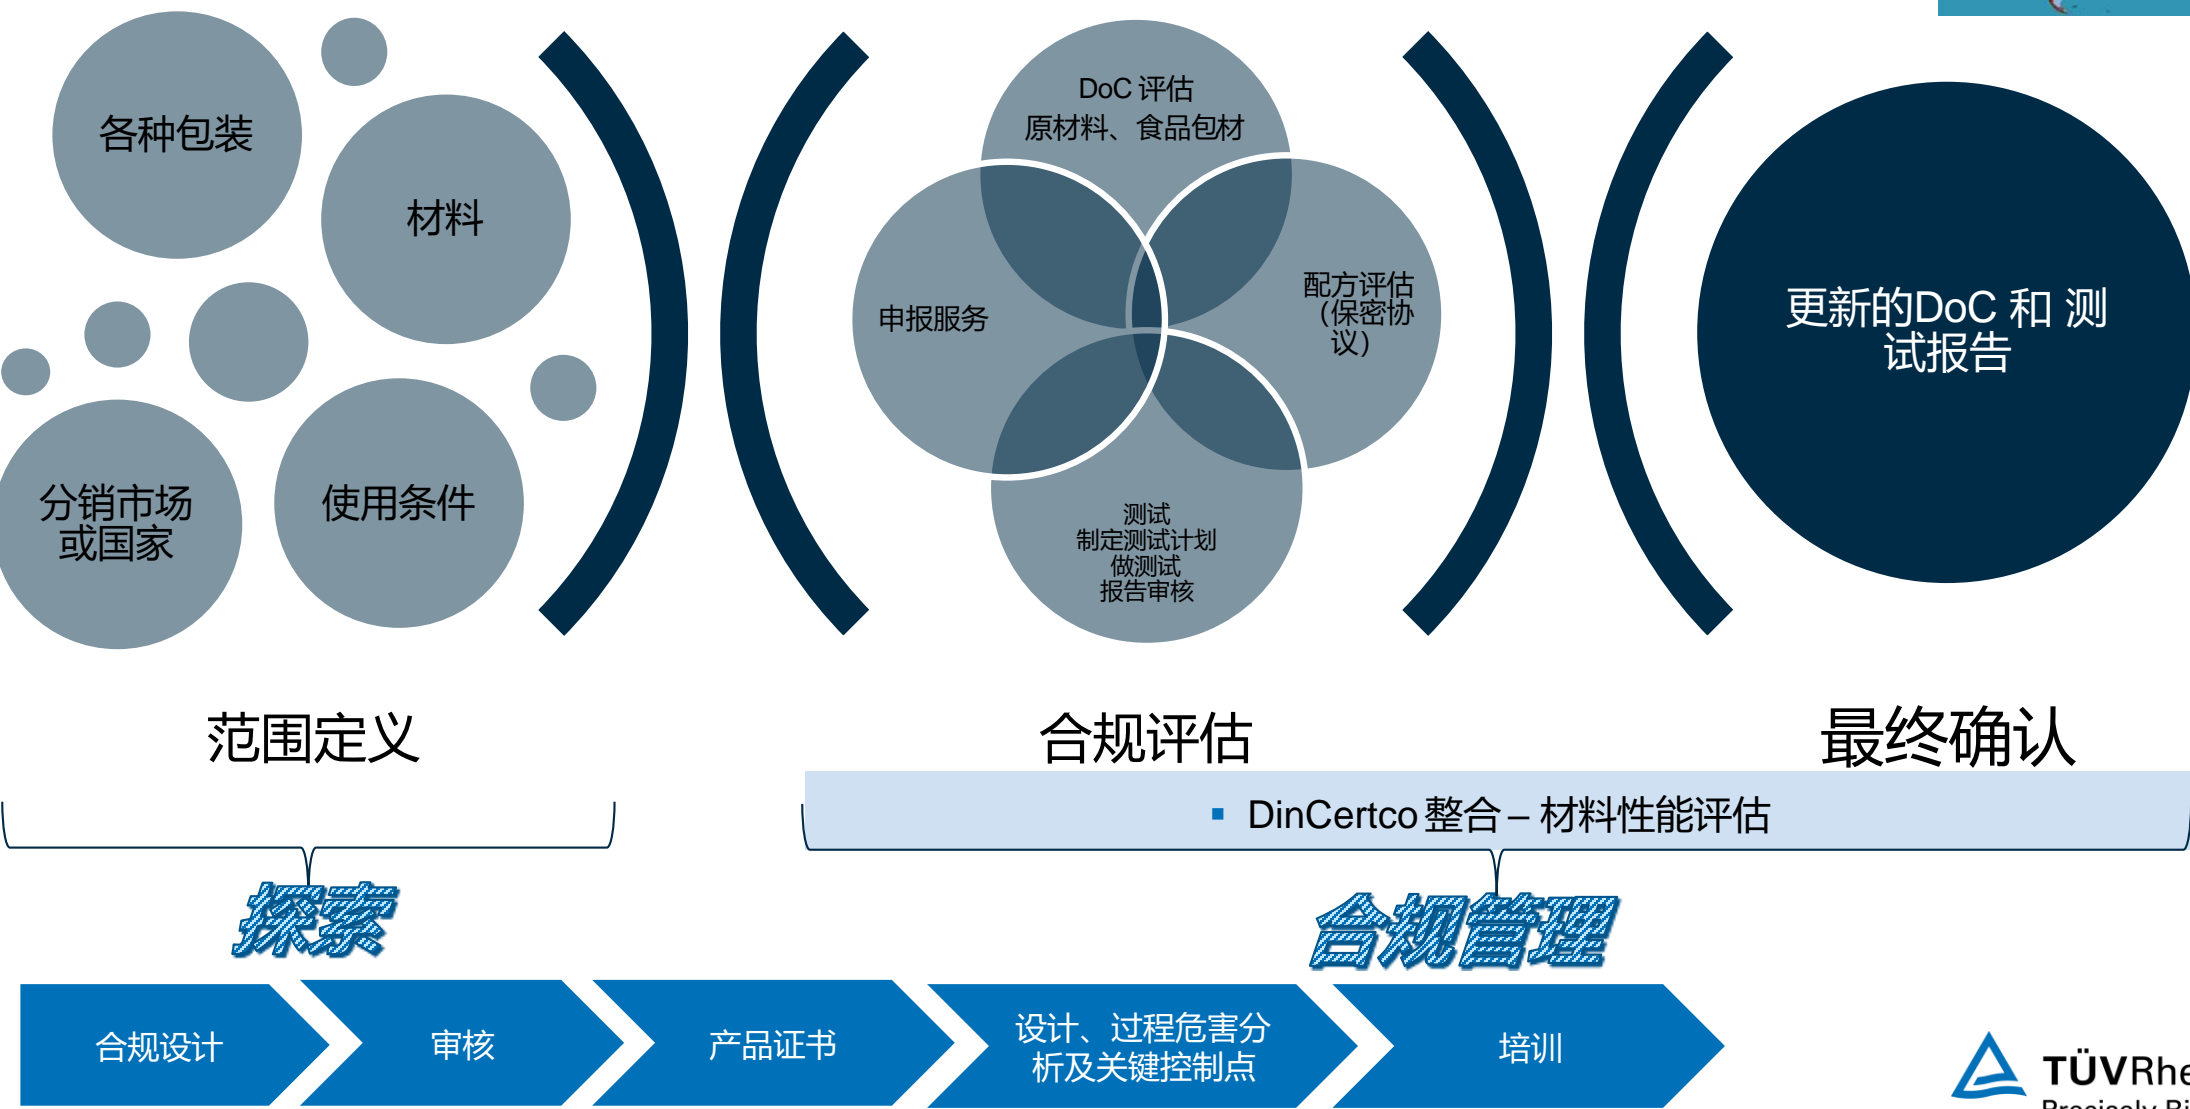 各种包装
材料
分销市场
或国家
使用条件
DoC 评估
原材料、食品包材
申报服务
配方评估
（保密协
议）
测试
制定测试计划
做测试
报告审核
更新的DoC 和 测
试报告
范围定义
合规评估
最终确认
▪ DinCertco 整合 – 材料性能评估
探索
合规管理
合规设计
审核
产品证书
设计、过程危害分
析及关键控制点
培训
TÜVRhe